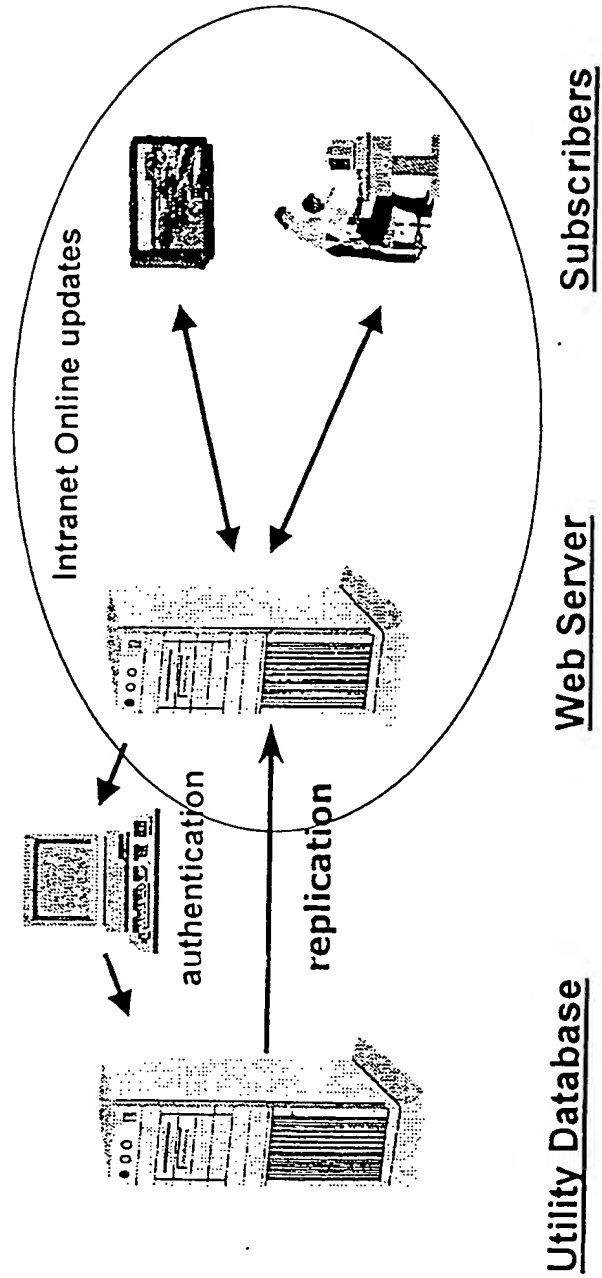 Intranet Online updates
authentication
replication
Utility Database
Web Server
Subscribers